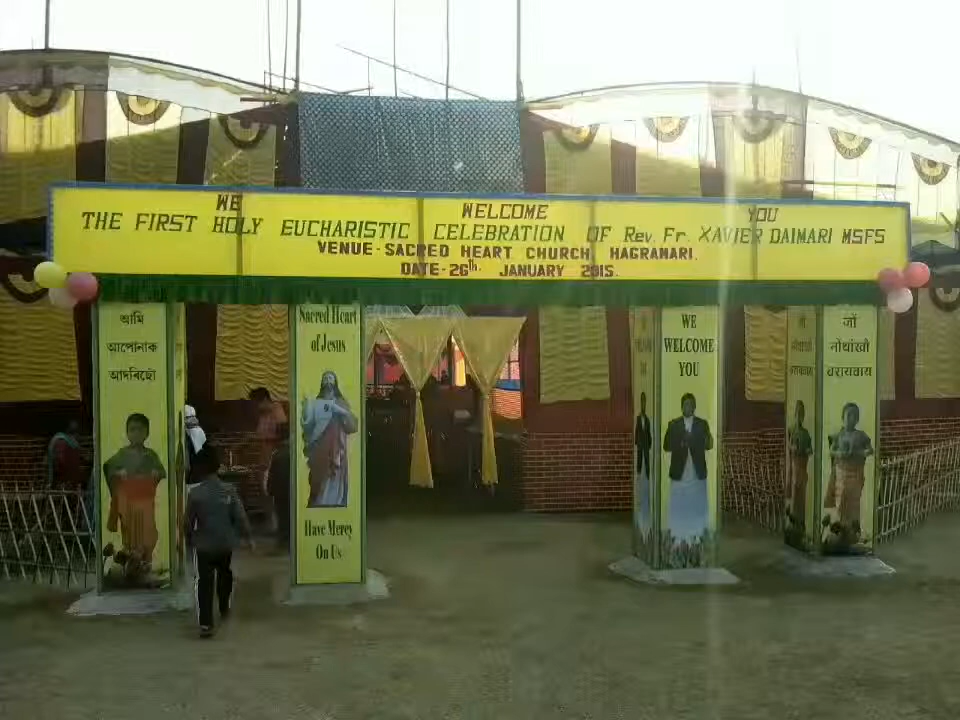 WE WELCOME YOU
THE FIRST HOLY EUCHARISTIC CELEBRATION OF Rev. Fr. XAVIER DAIMARI MSFS
VENUE-SACRED HEART CHURCH, HAGRAMARI.
DATE-26th. JANUARY 2015.
আমি
আপোনাক
আদৰিছোঁ
Sacred Heart
of Jesus
Have Mercy
On Us
WE
WELCOME
YOU
जों
नोंथांखौ
बरायबाय